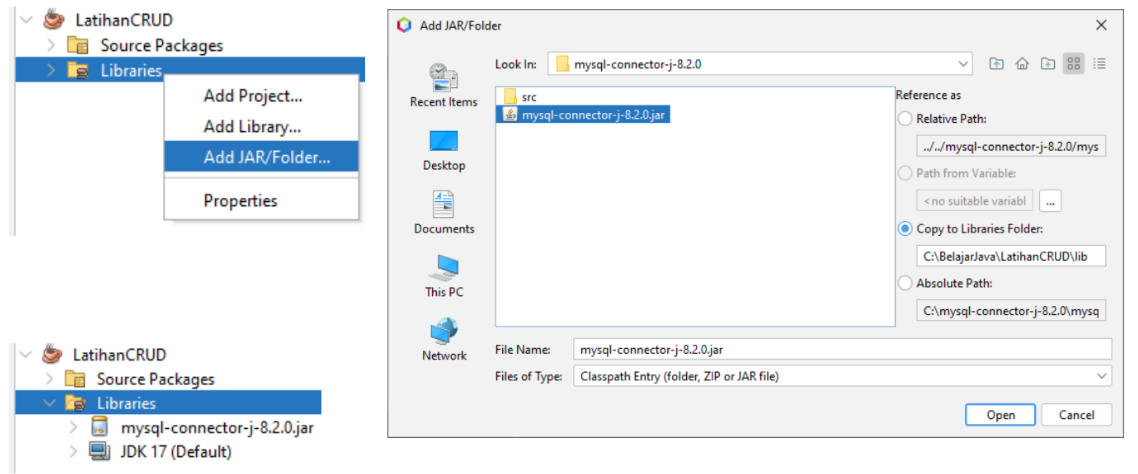 LatihanCRUD
Source Packages
Libraries
Add Project...
Add Library...
Add JAR/Folder...
Properties
LatihanCRUD
Source Packages
Libraries
mysql-connector-j-8.2.0.jar
JDK 17 (Default)
Add JAR/Folder
Look In: mysql-connector-j-8.2.0
Recent Items
Desktop
Documents
This PC
Network
src
mysql-connector-j-8.2.0.jar
Reference as
Relative Path:
../../mysql-connector-j-8.2.0/mys
Path from Variable:
<no suitable variabl ...
Copy to Libraries Folder:
C:\BelajarJava\LatihanCRUD\lib
Absolute Path:
C:\mysql-connector-j-8.2.0\mysq
File Name: mysql-connector-j-8.2.0.jar
Files of Type: Classpath Entry (folder, ZIP or JAR file)
Open Cancel